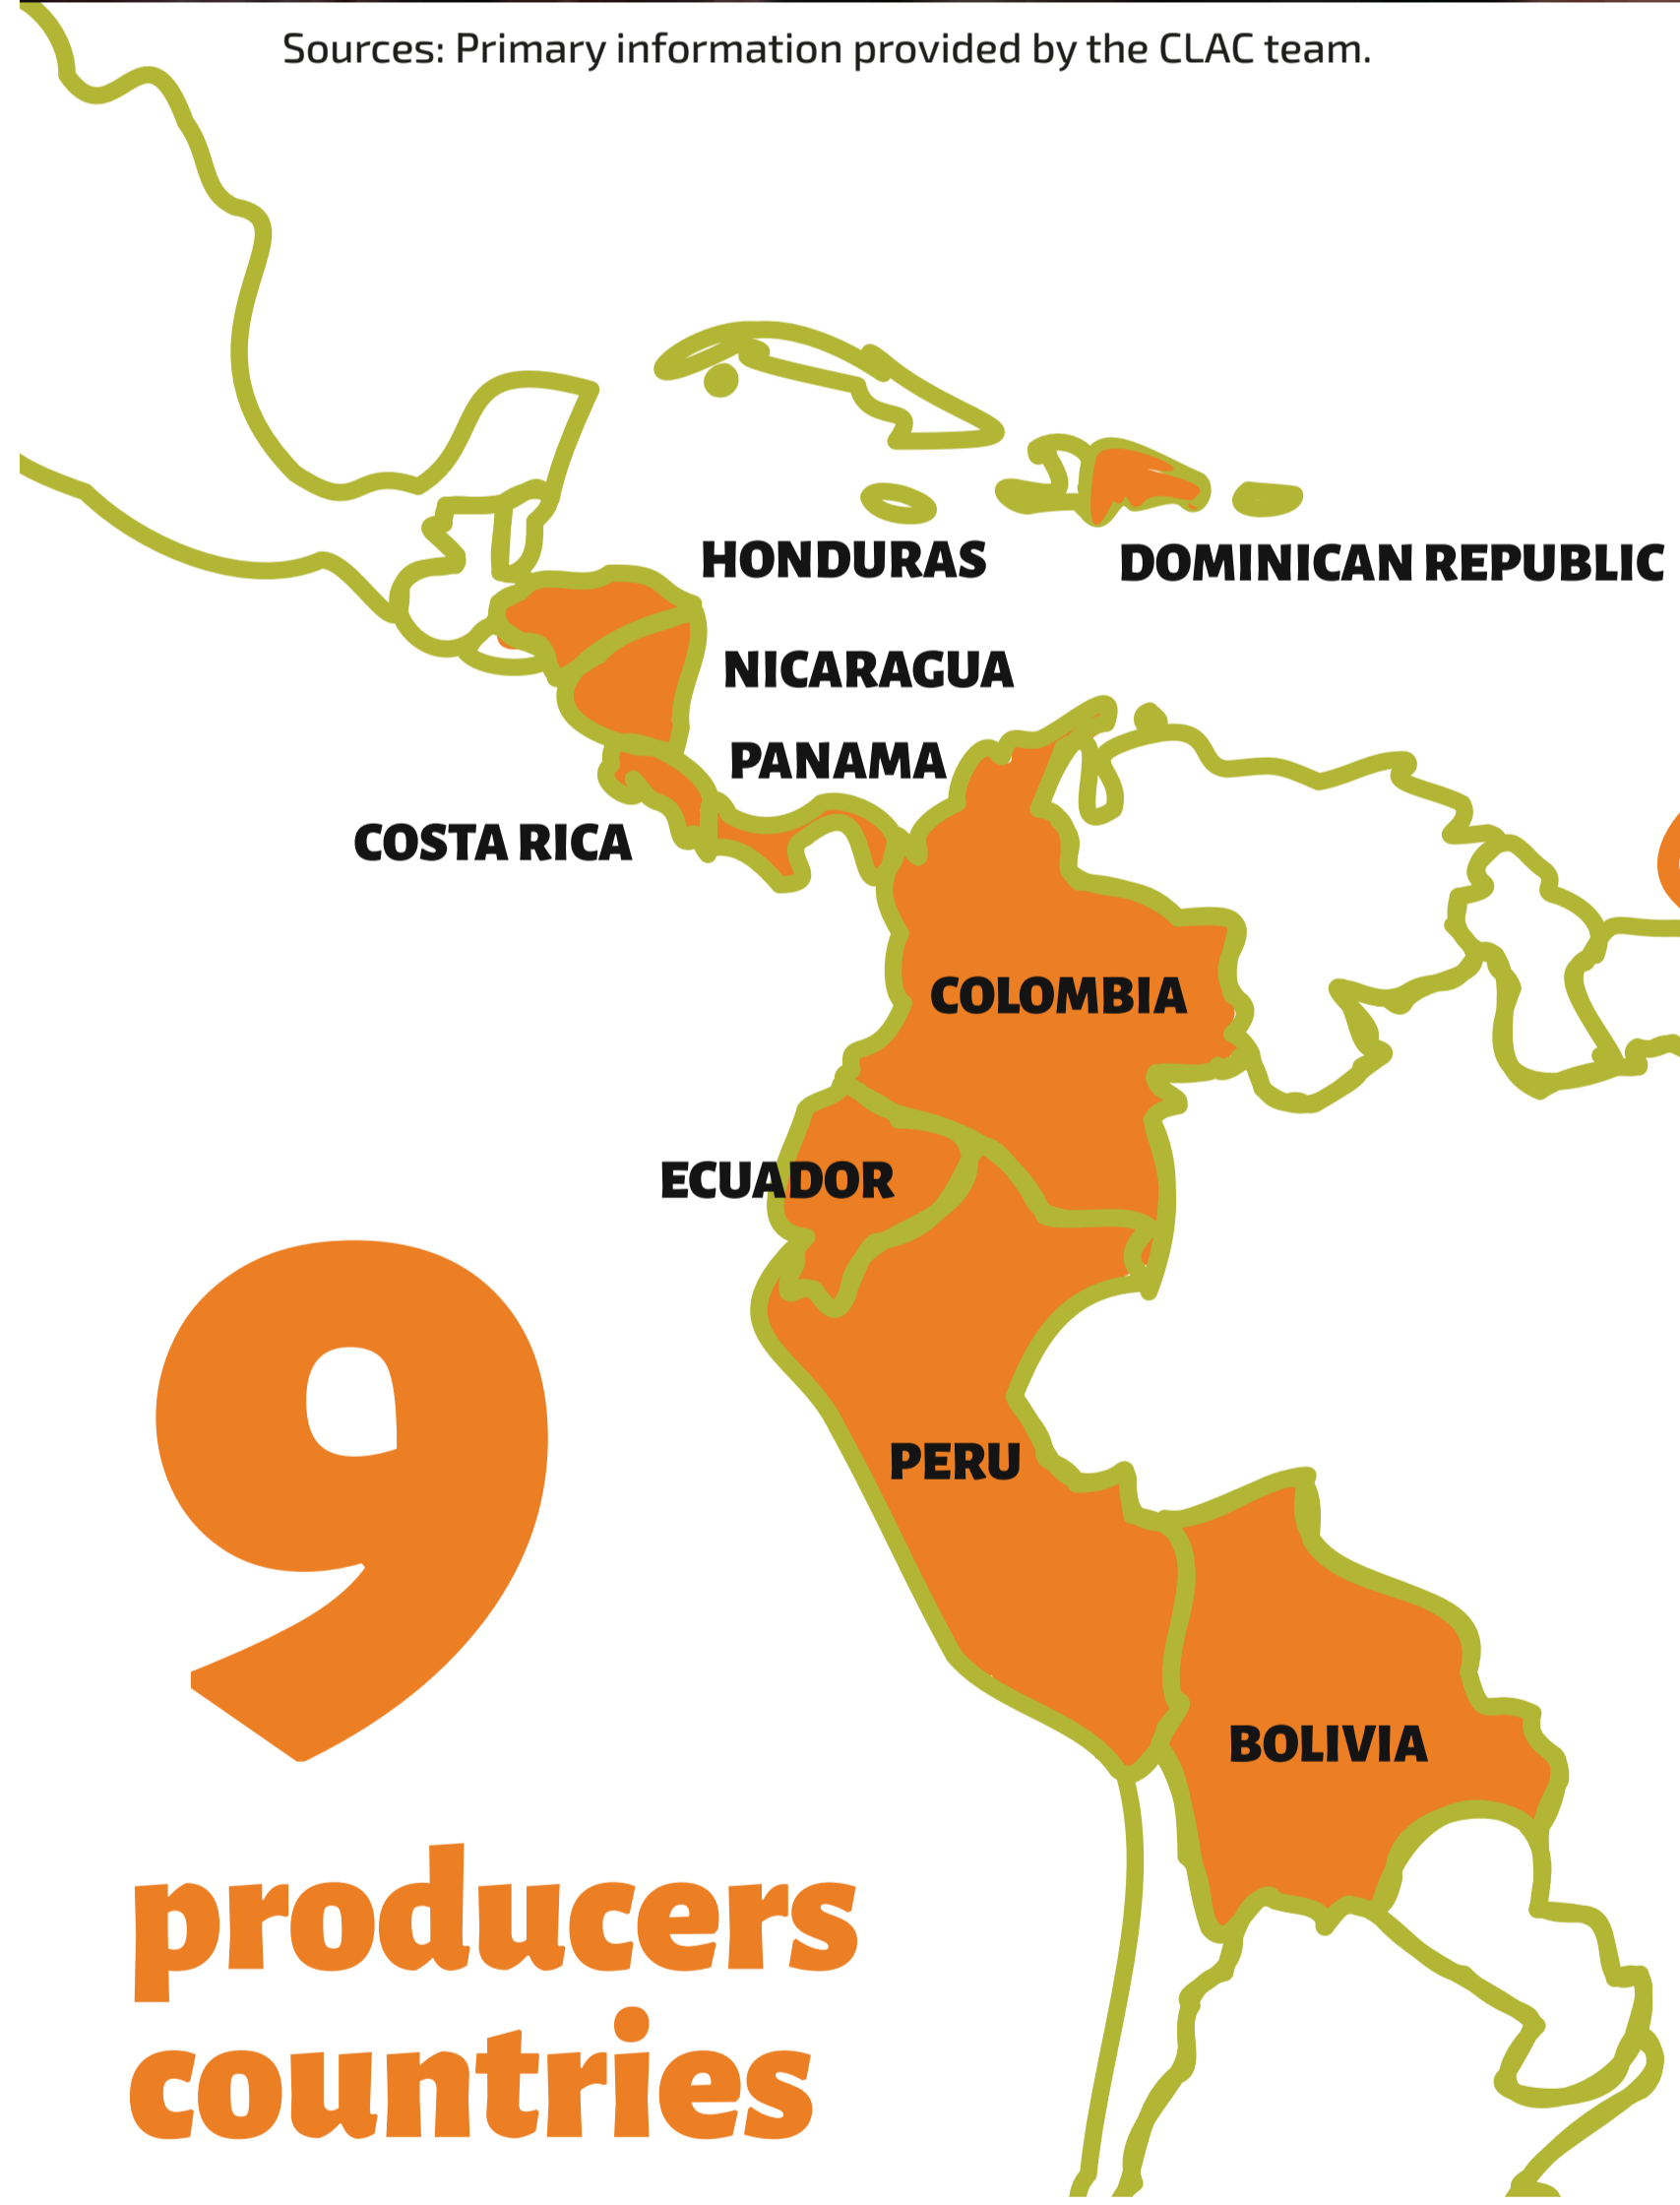 Sources: Primary information provided by the CLAC team.
HONDURAS
DOMINICAN REPUBLIC
NICARAGUA
PANAMA
COSTA RICA
COLOMBIA
ECUADOR
PERU
BOLIVIA
9
producers
countries